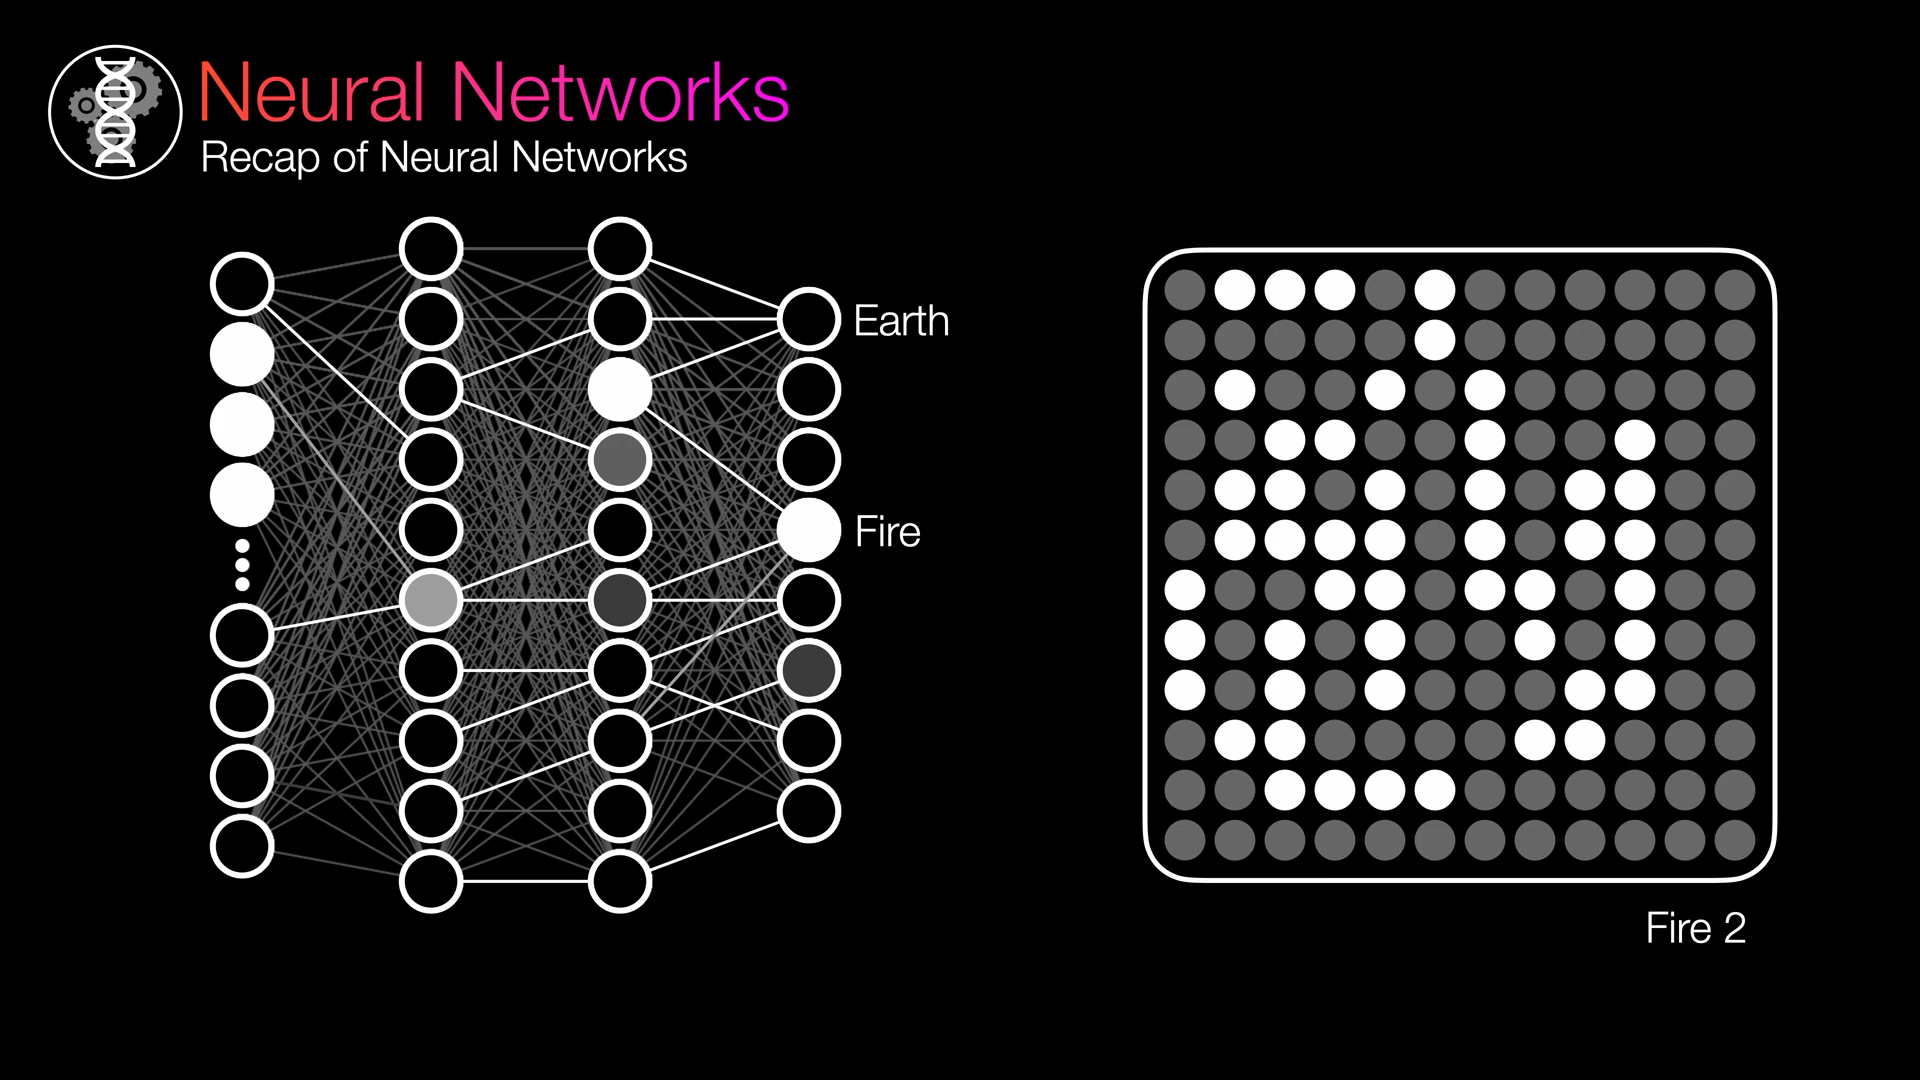 Neural Networks
Recap of Neural Networks
Earth
Fire
Fire 2